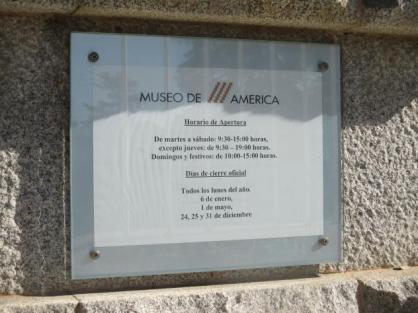 MUSEO DE AMERICA
Horario de Apertura
De martes a sábado: 9:30-15:00 horas,
excepto jueves: de 9:30 – 19:00 horas.
Domingos y festivos: de 10:00-15:00 horas.
Días de cierre oficial
Todos los lunes del año.
6 de enero,
1 de mayo,
24, 25 y 31 de diciembre